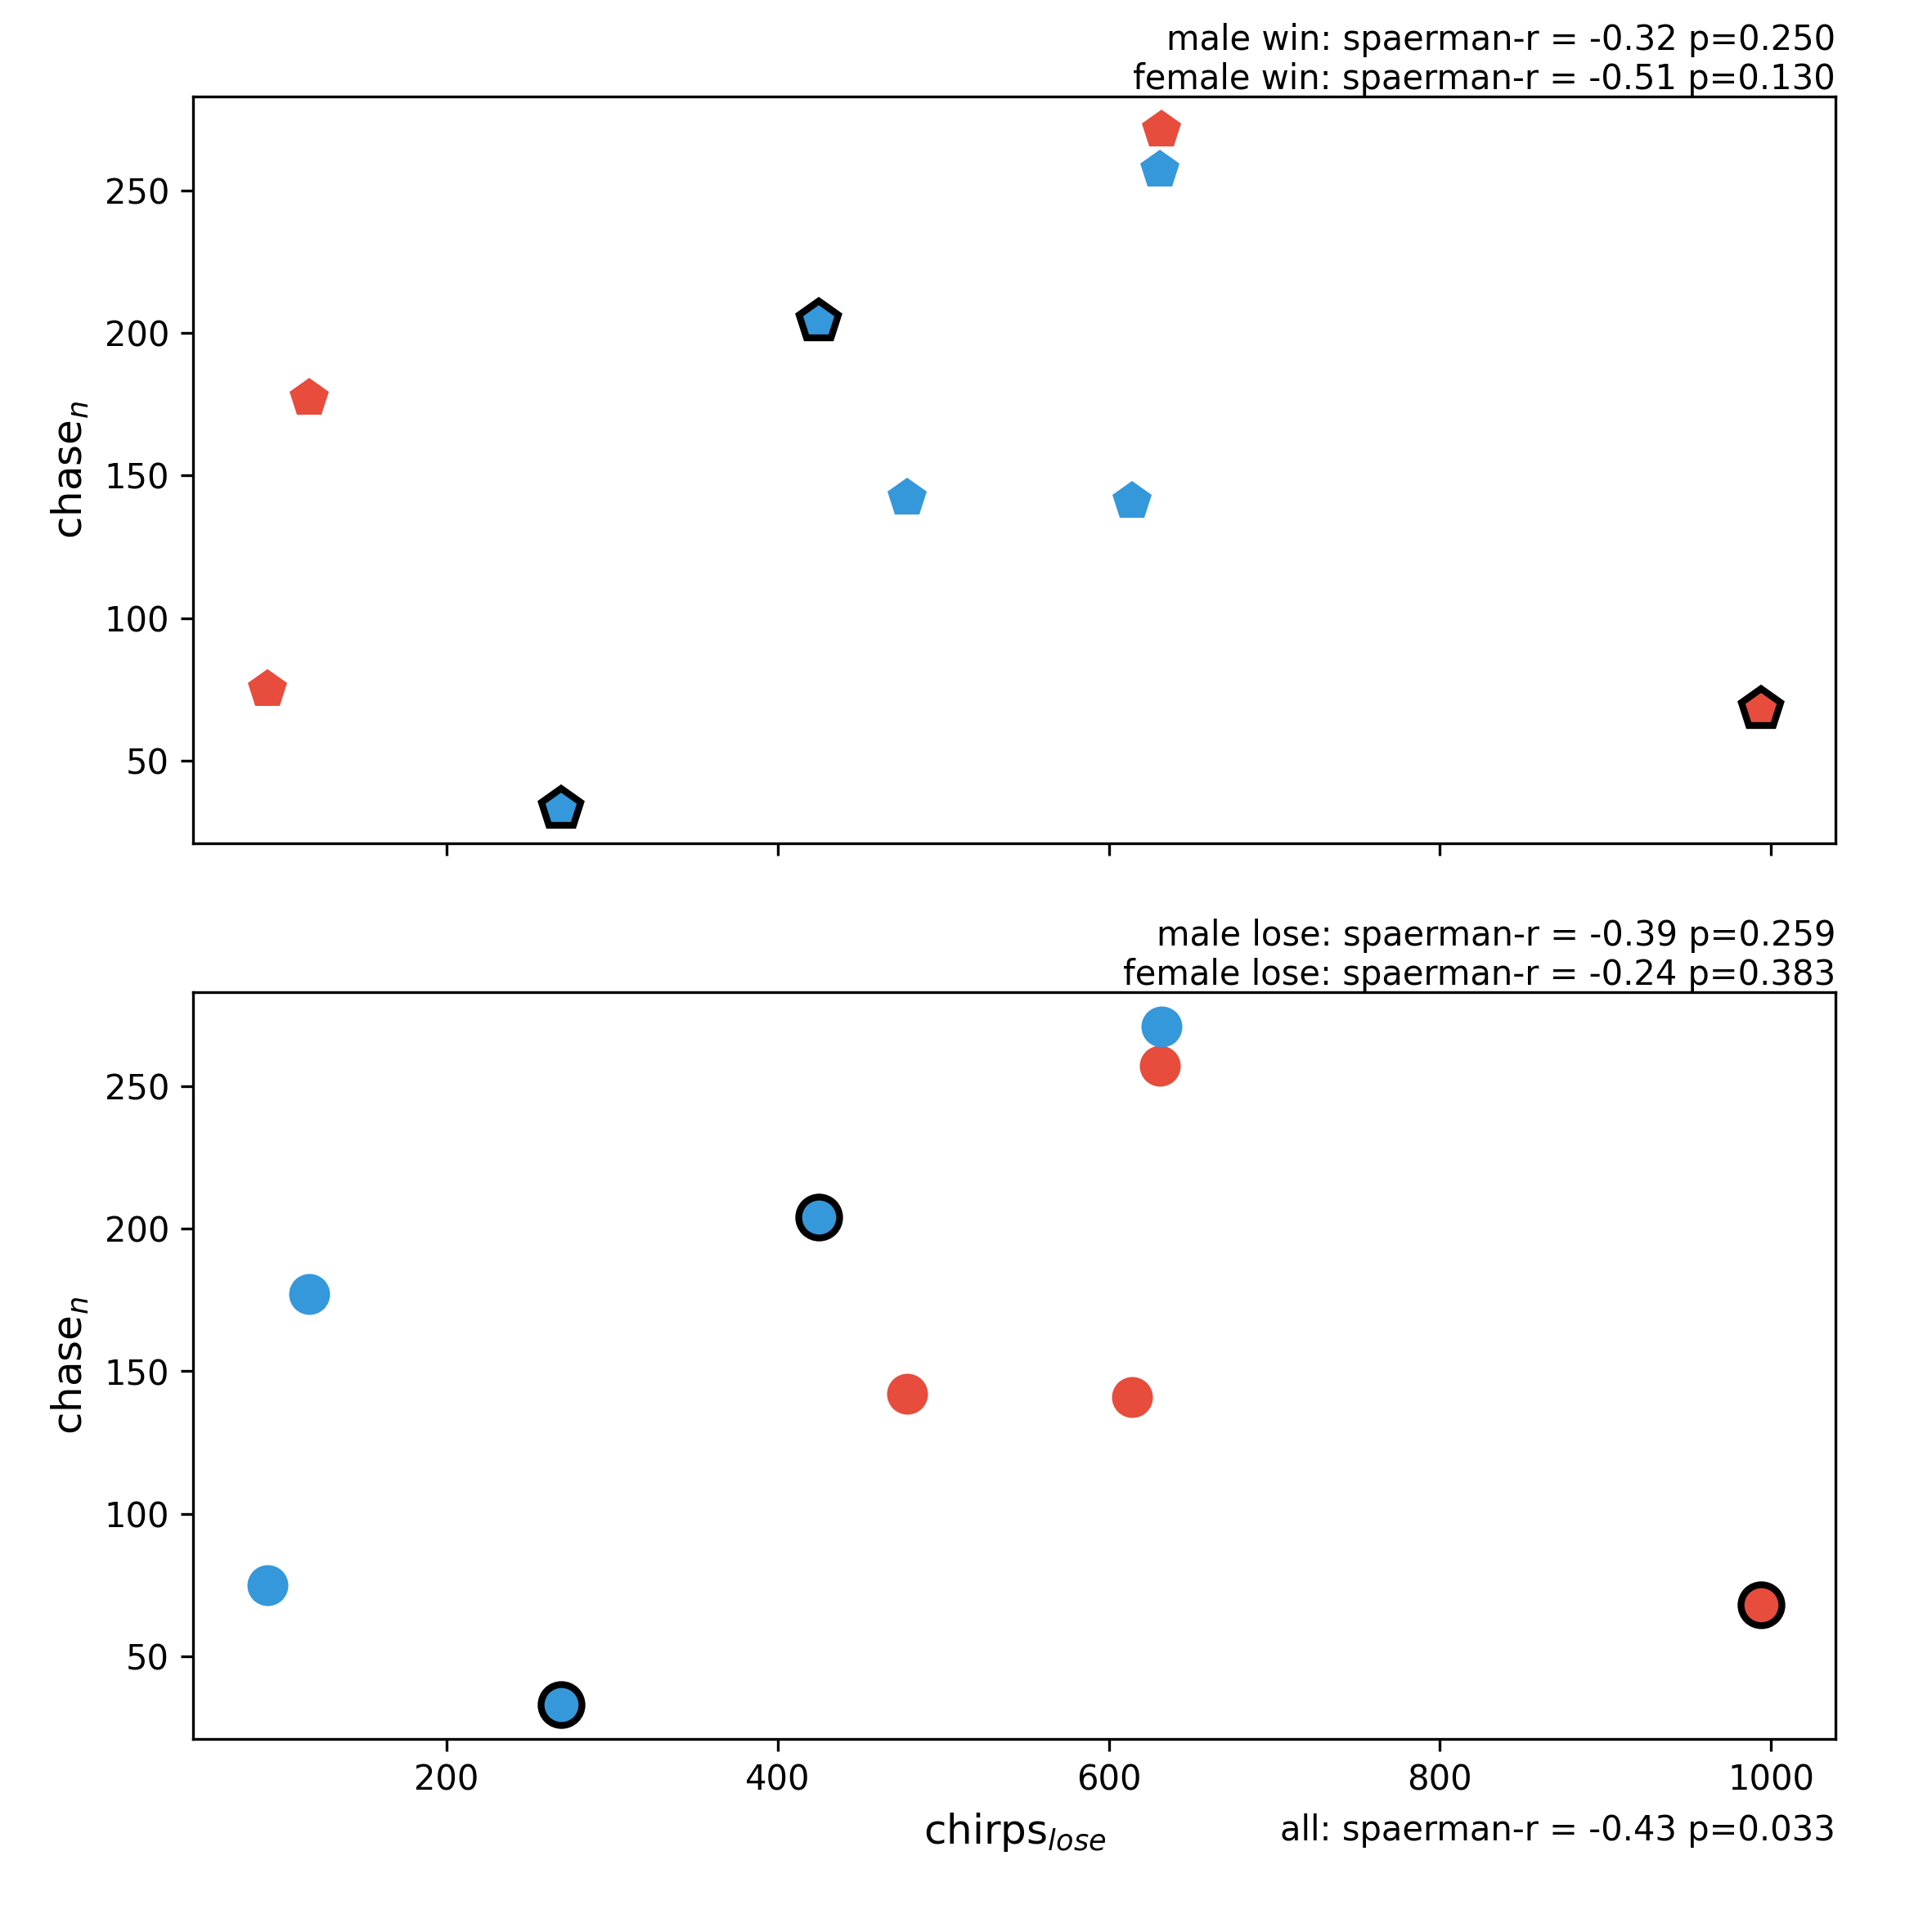 male win: spaerman-r = -0.32 p=0.250
female win: spaerman-r = -0.51 p=0.130
250
200
150
100
50
chase_n
male lose: spaerman-r = -0.39 p=0.259
female lose: spaerman-r = -0.24 p=0.383
250
200
150
100
50
chase_n
200 400 600 800 1000
chirps_lose
all: spaerman-r = -0.43 p=0.033